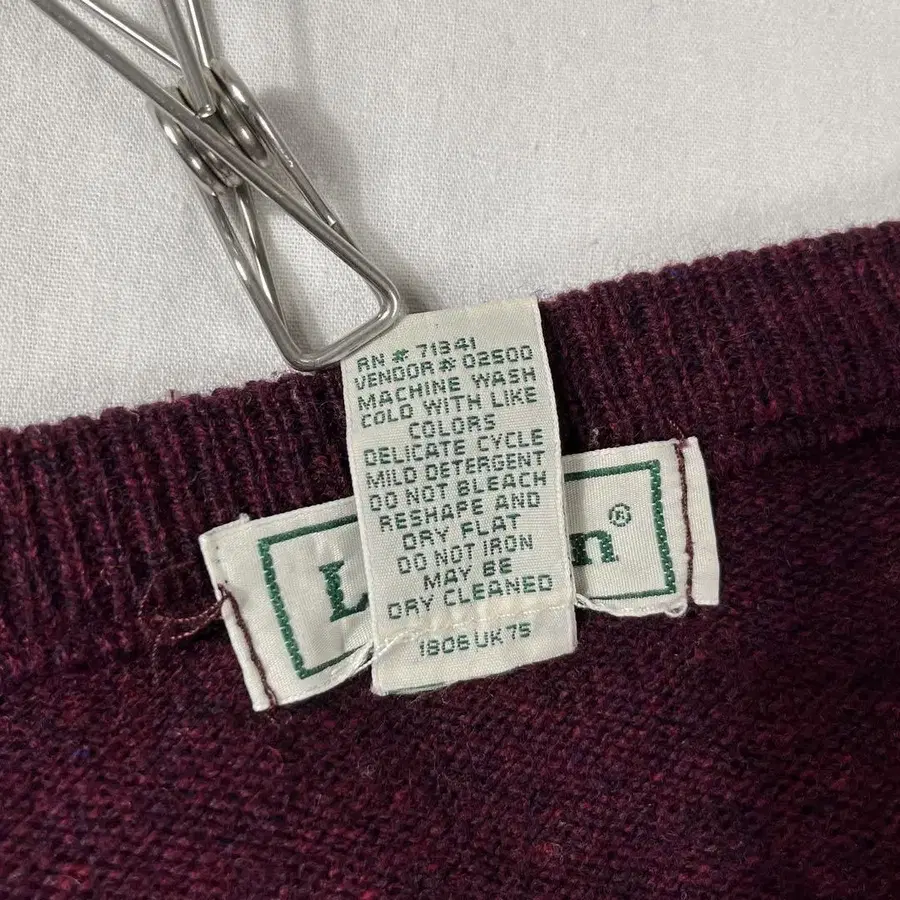 RN # 71341
VENDOR# 02500
MACHINE WASH
COLD WITH LIKE
COLORS
DELICATE CYCLE
MILD DETERGENT
DO NOT BLEACH
RESHAPE AND
DRY FLAT
DO NOT IRON
MAY BE
DRY CLEANED
1806 UK 75
L n ®